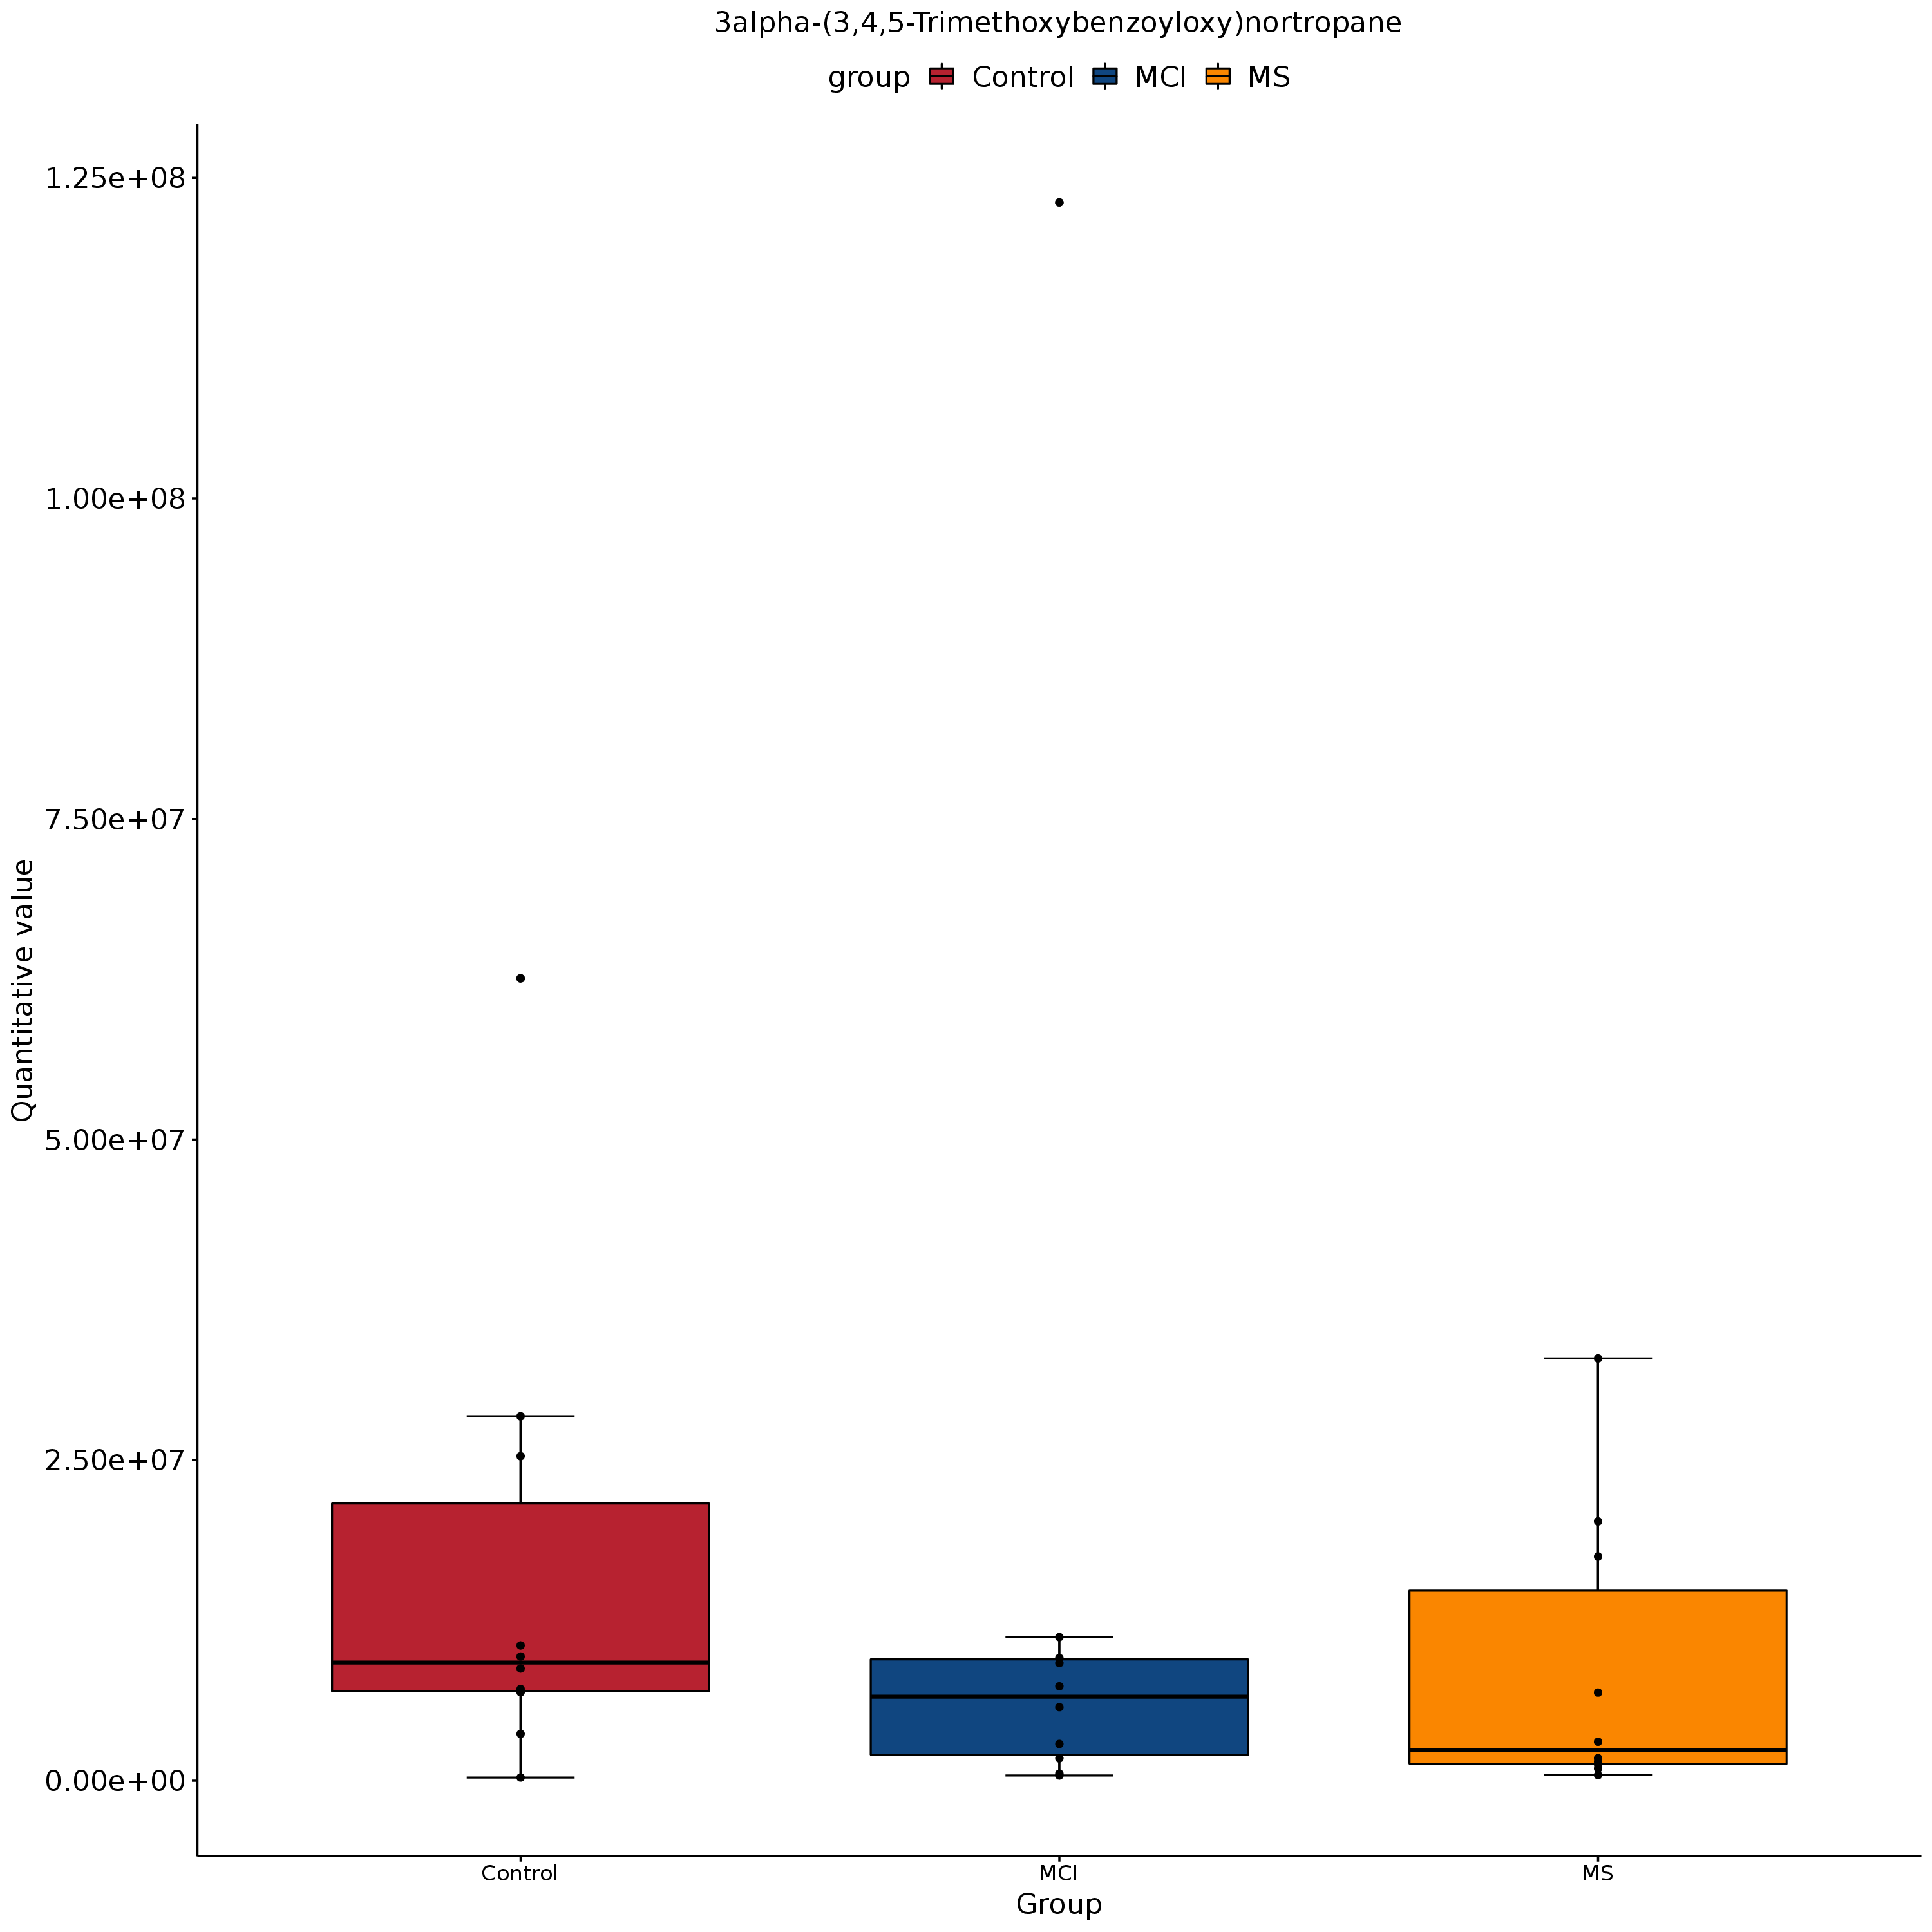 3alpha-(3,4,5-Trimethoxybenzoyloxy)nortropane
group Control MCI MS
1.25e+08
1.00e+08
7.50e+07
5.00e+07
2.50e+07
0.00e+00
Quantitative value
Control MCI MS
Group